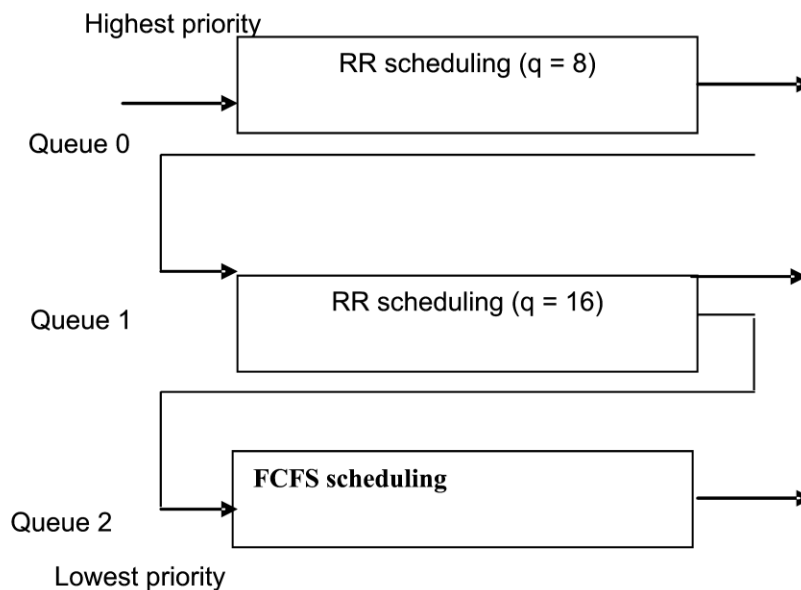 Highest priority
RR scheduling (q = 8)
Queue 0
RR scheduling (q = 16)
Queue 1
FCFS scheduling
Queue 2
Lowest priority